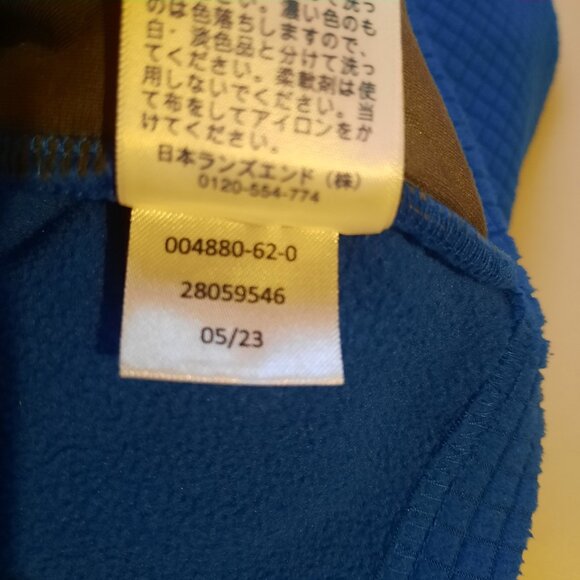 のは色落ちしますので、
白・淡色品と分けて洗っ
てください。柔軟剤は使
用しないでください。当
て布をしてアイロンをか
けてください。
日本ランズエンド（株）
0120-554-774
004880-62-0
28059546
05/23